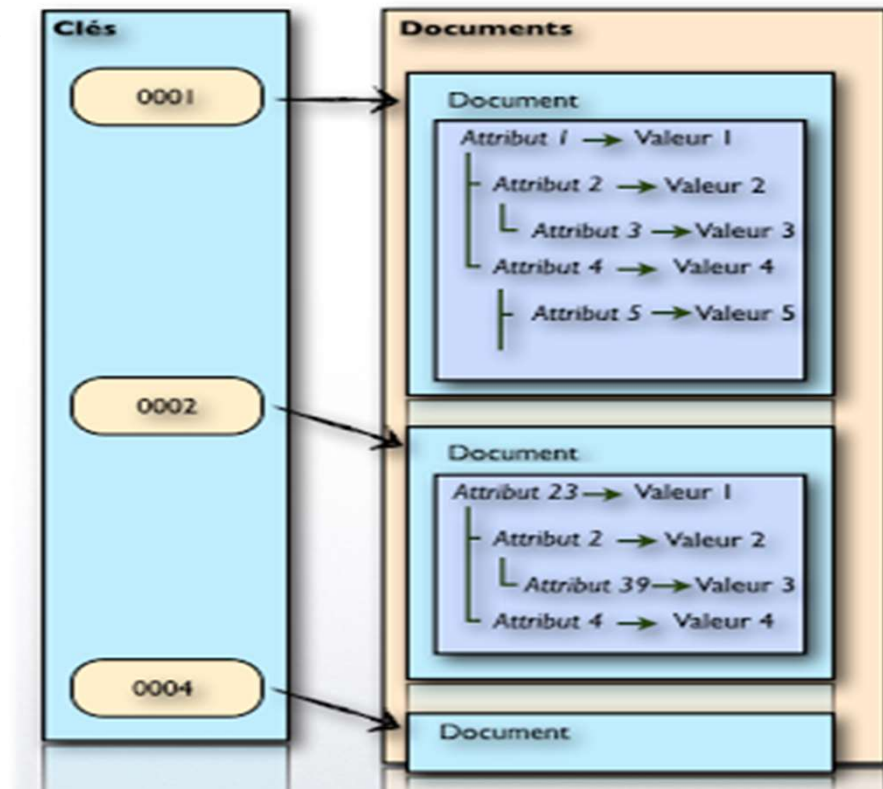 Clés
0001
0002
0004
Documents
Document
Attribut 1 → Valeur 1
Attribut 2 → Valeur 2
Attribut 3 → Valeur 3
Attribut 4 → Valeur 4
Attribut 5 → Valeur 5
Document
Attribut 23 → Valeur 1
Attribut 2 → Valeur 2
Attribut 39 → Valeur 3
Attribut 4 → Valeur 4
Document